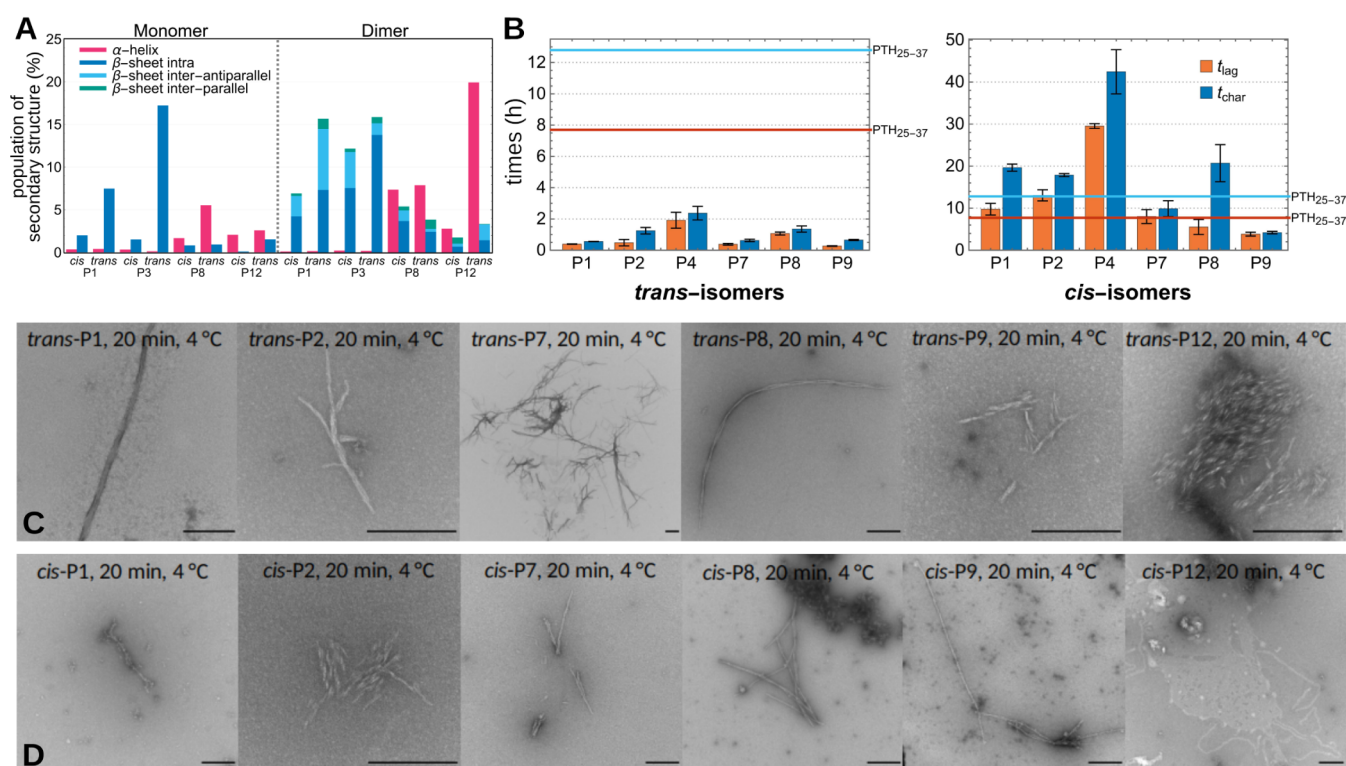 A
Monomer
Dimer
population of
secondary structure (%)
25
20
15
10
5
0
α-helix
β-sheet intra
β-sheet inter-antiparallel
β-sheet inter-parallel
cis trans cis trans cis trans cis trans cis trans cis trans cis trans cis trans
P1 P3 P8 P12 P1 P3 P8 P12
B
times (h)
12
10
8
6
4
2
0
PTH25–37
PTH25–37
P1 P2 P4 P7 P8 P9
trans–isomers
60
50
40
30
20
10
0
tlag
tchar
PTH25–37
PTH25–37
P1 P2 P4 P7 P8 P9
cis–isomers
trans-P1, 20 min, 4 °C
trans-P2, 20 min, 4 °C
trans-P7, 20 min, 4 °C
trans-P8, 20 min, 4 °C
trans-P9, 20 min, 4 °C
trans-P12, 20 min, 4 °C
C
cis-P1, 20 min, 4 °C
cis-P2, 20 min, 4 °C
cis-P7, 20 min, 4 °C
cis-P8, 20 min, 4 °C
cis-P9, 20 min, 4 °C
cis-P12, 20 min, 4 °C
D